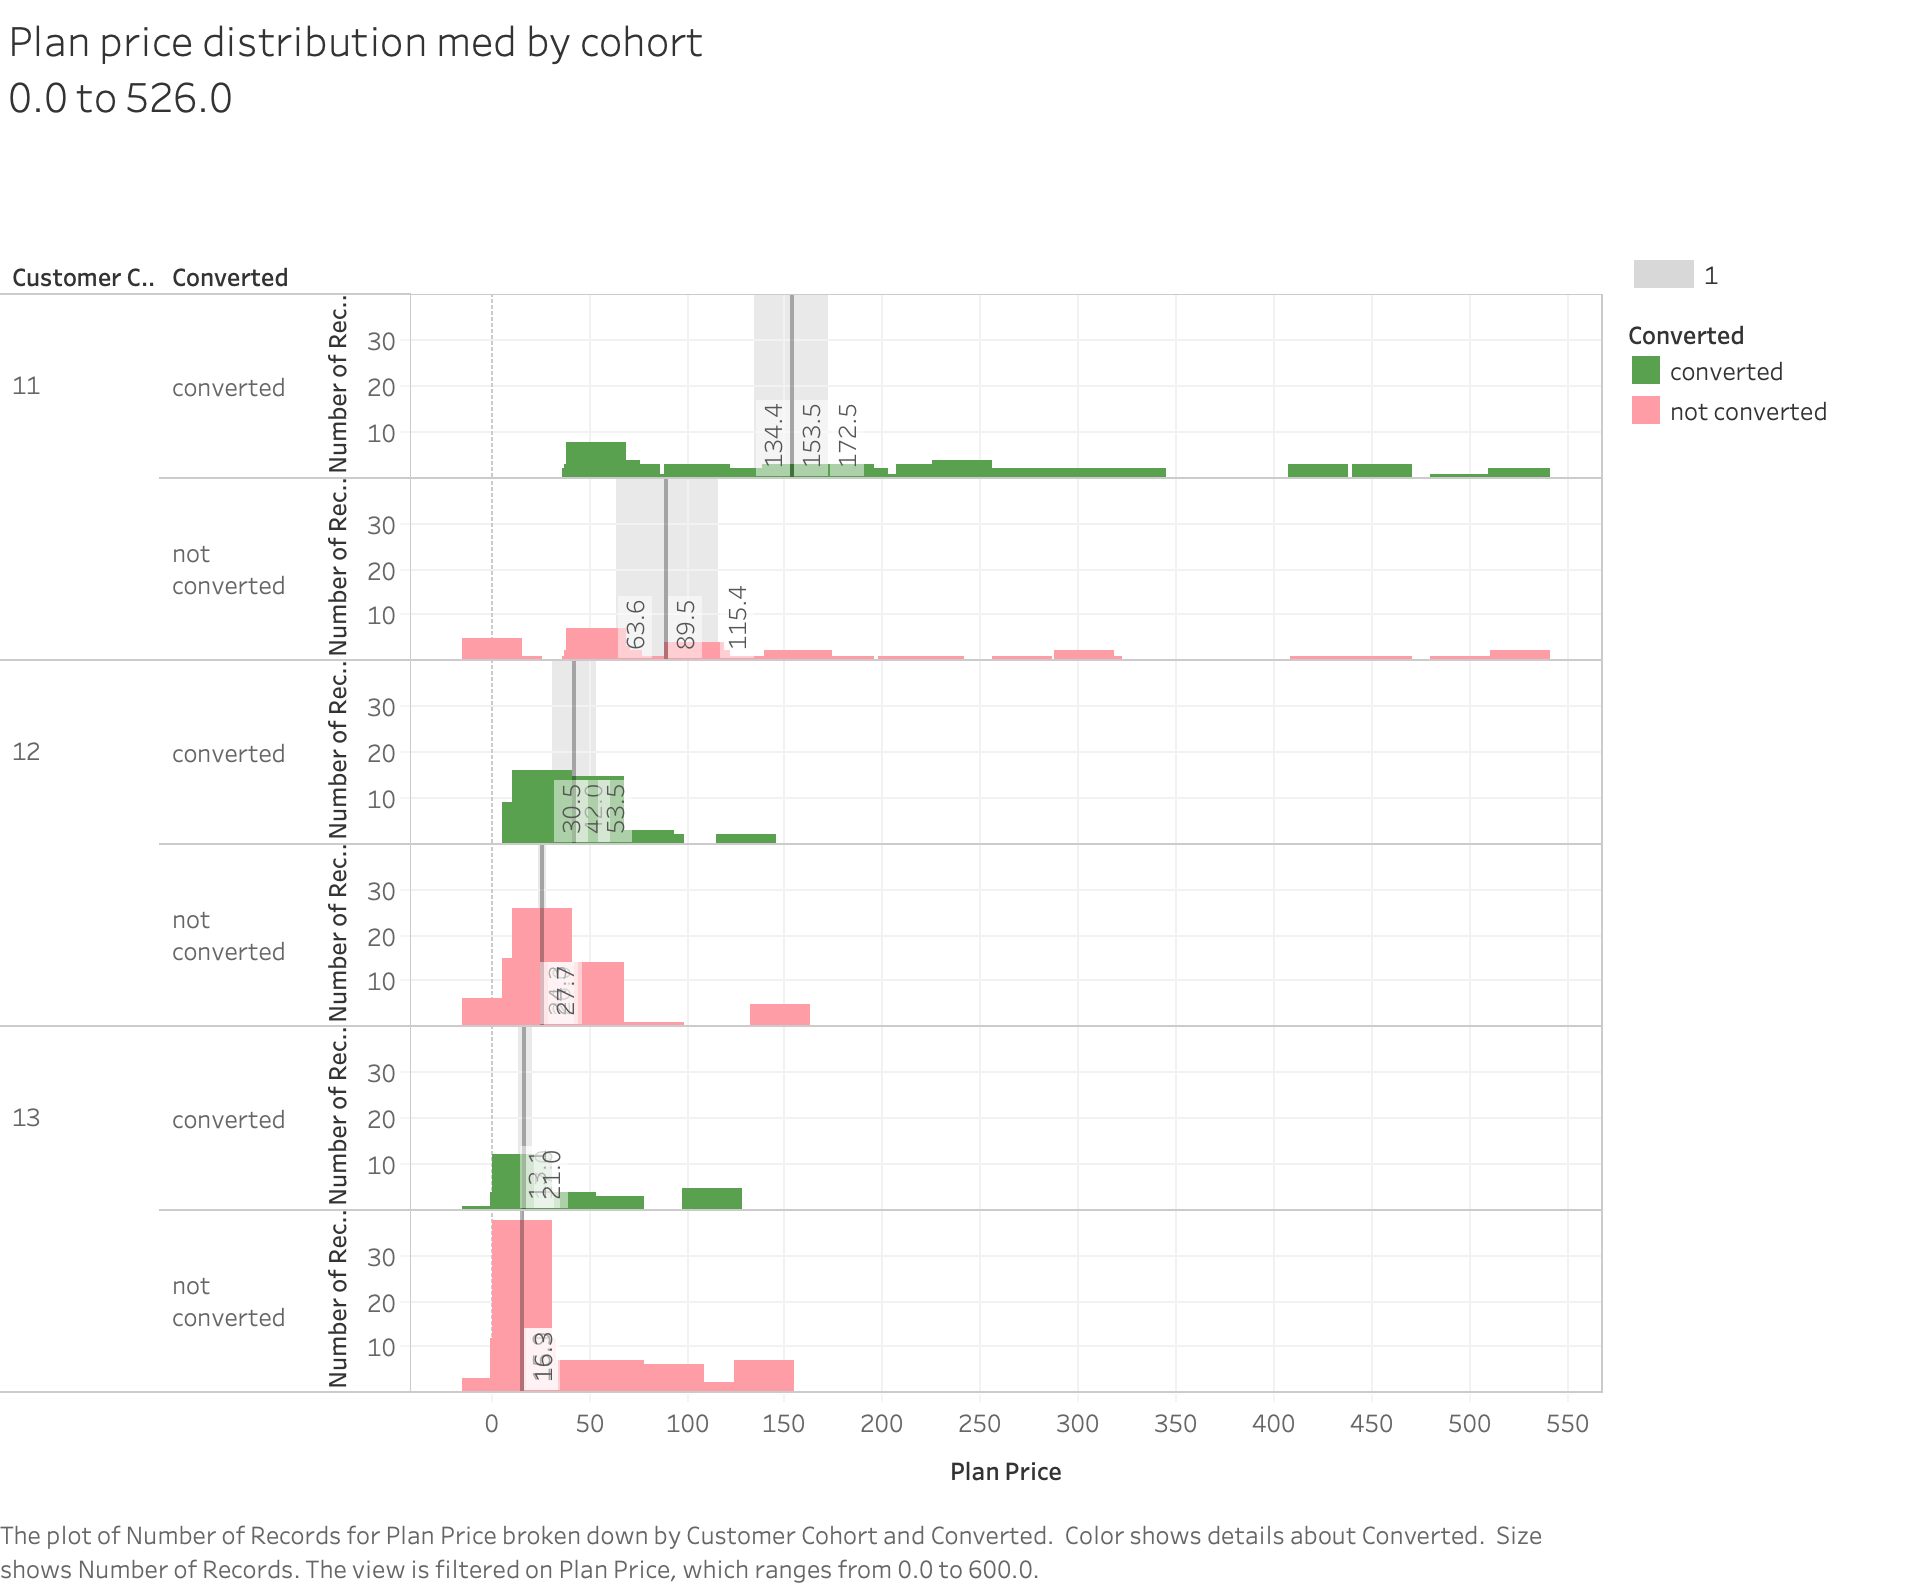 Plan price distribution med by cohort
0.0 to 526.0
Customer C.. Converted
1
Converted
converted
not converted
11
converted
Number of Rec..
30
20
10
134.4
153.5
172.5
not
converted
Number of Rec..
30
20
10
63.6
89.5
115.4
12
converted
Number of Rec..
30
20
10
30.5
42.0
53.5
not
converted
Number of Rec..
30
20
10
27.7
13
converted
Number of Rec..
30
20
10
13.1
21.0
not
converted
Number of Rec..
30
20
10
16.3
0 50 100 150 200 250 300 350 400 450 500 550
Plan Price
The plot of Number of Records for Plan Price broken down by Customer Cohort and Converted.  Color shows details about Converted.  Size
shows Number of Records. The view is filtered on Plan Price, which ranges from 0.0 to 600.0.